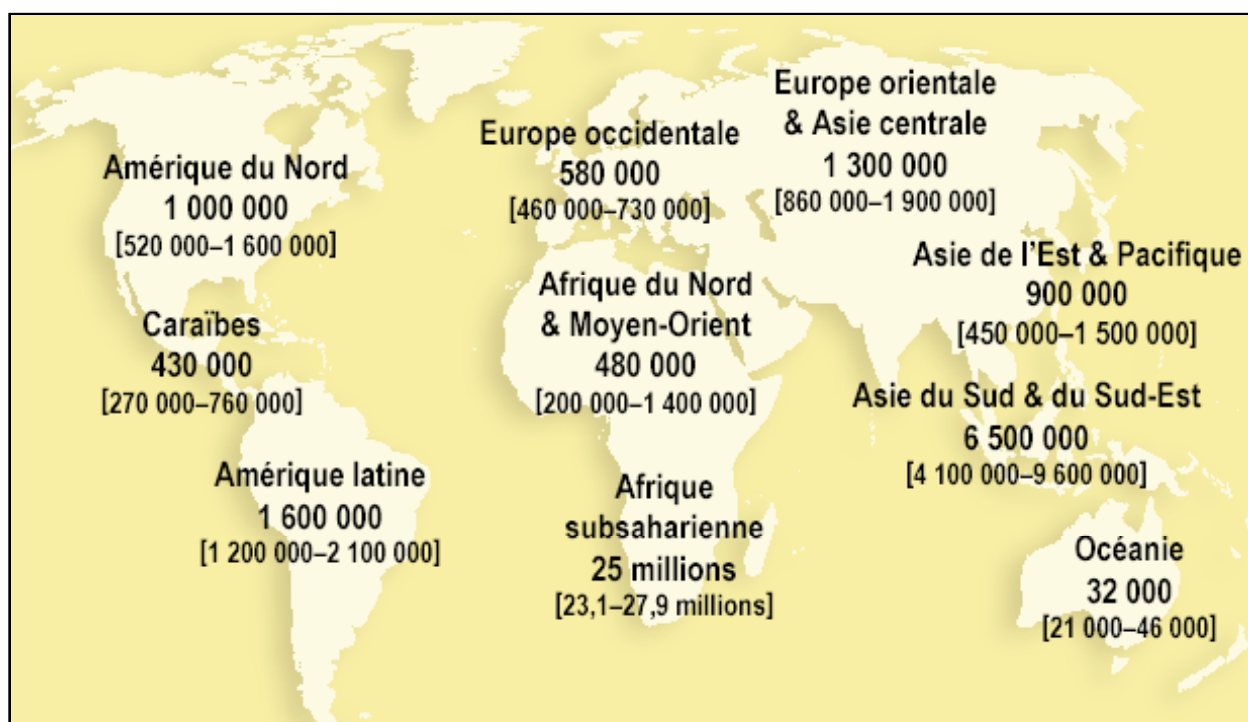 Amérique du Nord
1 000 000
[520 000–1 600 000]
Caraïbes
430 000
[270 000–760 000]
Amérique latine
1 600 000
[1 200 000–2 100 000]
Europe occidentale
580 000
[460 000–730 000]
Afrique du Nord
& Moyen-Orient
480 000
[200 000–1 400 000]
Afrique
subsaharienne
25 millions
[23,1–27,9 millions]
Europe orientale
& Asie centrale
1 300 000
[860 000–1 900 000]
Asie de l'Est & Pacifique
900 000
[450 000–1 500 000]
Asie du Sud & du Sud-Est
6 500 000
[4 100 000–9 600 000]
Océanie
32 000
[21 000–46 000]